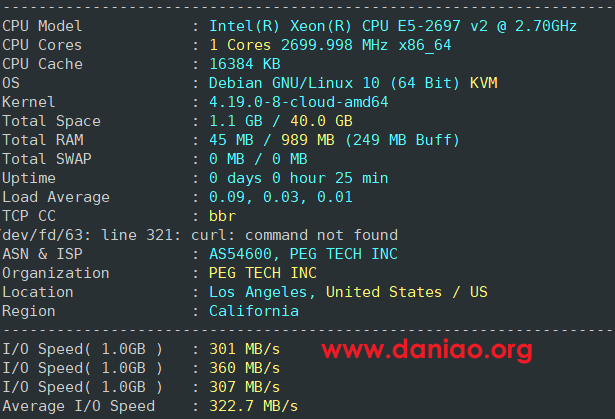 ----------------------------------------------------------------------
CPU Model            : Intel(R) Xeon(R) CPU E5-2697 v2 @ 2.70GHz
CPU Cores            : 1 Cores 2699.998 MHz x86_64
CPU Cache            : 16384 KB
OS                   : Debian GNU/Linux 10 (64 Bit) KVM
Kernel               : 4.19.0-8-cloud-amd64
Total Space          : 1.1 GB / 40.0 GB
Total RAM            : 45 MB / 989 MB (249 MB Buff)
Total SWAP           : 0 MB / 0 MB
Uptime               : 0 days 0 hour 25 min
Load Average         : 0.09, 0.03, 0.01
TCP CC               : bbr
/dev/fd/63: line 321: curl: command not found
ASN & ISP            : AS54600, PEG TECH INC
Organization         : PEG TECH INC
Location             : Los Angeles, United States / US
Region               : California
----------------------------------------------------------------------
I/O Speed( 1.0GB )   : 301 MB/s
www.daniao.org
I/O Speed( 1.0GB )   : 360 MB/s
I/O Speed( 1.0GB )   : 307 MB/s
Average I/O Speed    : 322.7 MB/s